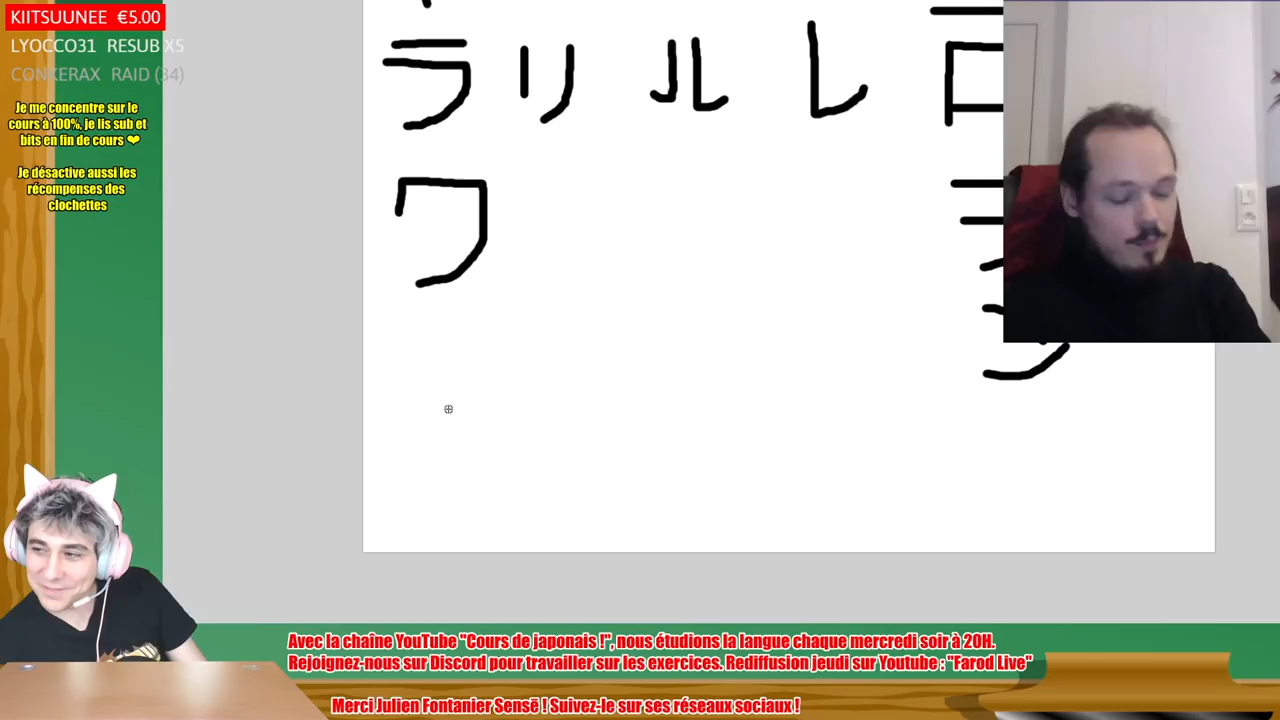 KIITSUUNEE €5.00
LYOCCO31 RESUB X5
CONKERAX RAID (34)
Je me concentre sur le
cours à 100%, je lis sub et
bits en fin de cours ❤
Je désactive aussi les
récompenses des
clochettes
ラ リ ル レ
ワ
Avec la chaîne YouTube "Cours de japonais !", nous étudions la langue chaque mercredi soir à 20H.
Rejoignez-nous sur Discord pour travailler sur les exercices. Rediffusion jeudi sur Youtube : "Farod Live"
Merci Julien Fontanier Sensē ! Suivez-le sur ses réseaux sociaux !